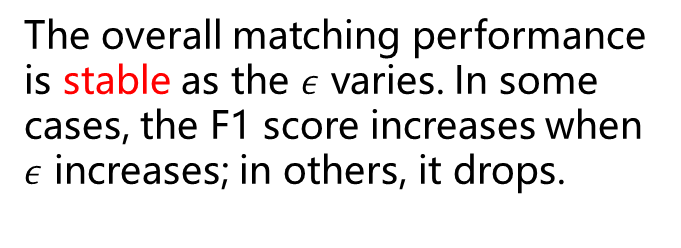 The overall matching performance
is stable as the ϵ varies. In some
cases, the F1 score increases when
ϵ increases; in others, it drops.